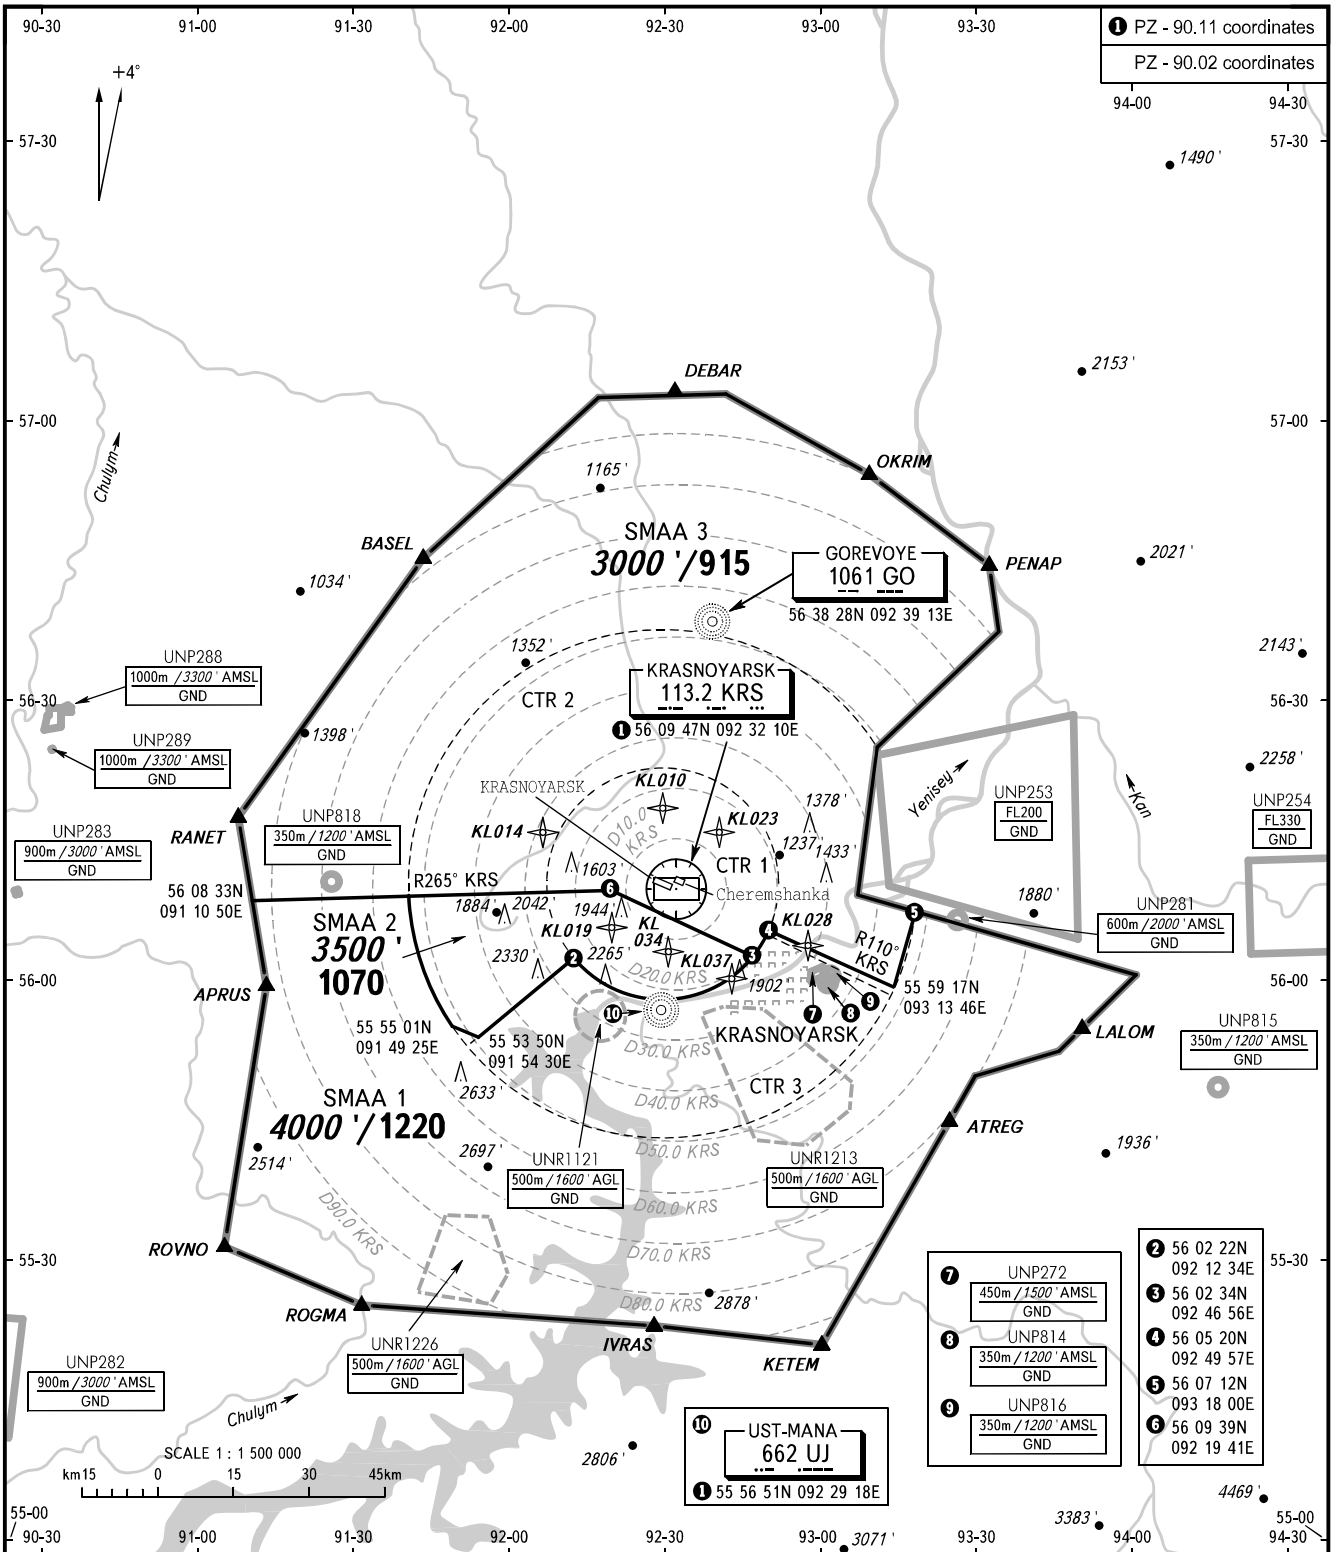 90-30 91-00 91-30 92-00 92-30 93-00 93-30
1 PZ - 90.11 coordinates
PZ - 90.02 coordinates
94-00 94-30
+4°
57-30 57-30
1490'
2153'
DEBAR
57-00 57-00
OKRIM
Chulym
1165'
SMAA 3
3000'/915
BASEL
GOREVOYE
1061 GO
56 38 28N 092 39 13E
PENAP
2021'
1034'
1352'
2143'
UNP288
1000m / 3300' AMSL
GND
KRASNOYARSK
113.2 KRS
1 56 09 47N 092 32 10E
CTR 2
56-30 56-30
1398'
UNP289
1000m / 3300' AMSL
GND
2258'
KRASNOYARSK
KL010
Yenisey
Kan
UNP253
FL200
GND
UNP254
FL330
GND
1378'
D10.0
KRS
RANET
UNP818
350m / 1200' AMSL
GND
KL014
KL023
1237'
1433'
UNP283
900m / 3000' AMSL
GND
1603'
CTR 1
R265° KRS
6
Cheremshanka
56 08 33N
091 10 50E
1884'
2042'
1944'
1880'
UNP281
600m / 2000' AMSL
GND
5
SMAA 2
3500'
1070
KL019
KL
034
4
KL028
R110°
KRS
2330'
2
2265'
3
KL037
D20.0 KRS
1902'
56-00 56-00
APRUS
55 59 17N
093 13 46E
10
7
8
9
KRASNOYARSK
55 55 01N
091 49 25E
55 53 50N
091 54 30E
D30.0 KRS
LALOM
UNP815
350m / 1200' AMSL
GND
2633'
CTR 3
SMAA 1
4000'/1220
D40.0 KRS
ATREG
2514'
2697'
D50.0 KRS
1936'
UNR1121
500m / 1600' AGL
GND
UNR1213
500m / 1600' AGL
GND
D90.0 KRS
D60.0 KRS
ROVNO
D70.0 KRS
55-30 55-30
2 56 02 22N
092 12 34E
3 56 02 34N
092 46 56E
4 56 05 20N
092 49 57E
5 56 07 12N
093 18 00E
6 56 09 39N
092 19 41E
7 UNP272
450m / 1500' AMSL
GND
8 UNP814
350m / 1200' AMSL
GND
9 UNP816
350m / 1200' AMSL
GND
D80.0 KRS
2878'
ROGMA
IVRAS
KETEM
UNR1226
500m / 1600' AGL
GND
UNP282
900m / 3000' AMSL
GND
Chulym
10 UST-MANA
662 UJ
1 55 56 51N 092 29 18E
SCALE 1 : 1 500 000
km15 0 15 30 45km
2806'
4469'
3383'
3071'
55-00 55-00
90-30 91-00 91-30 92-00 92-30 93-00 93-30 94-00 94-30